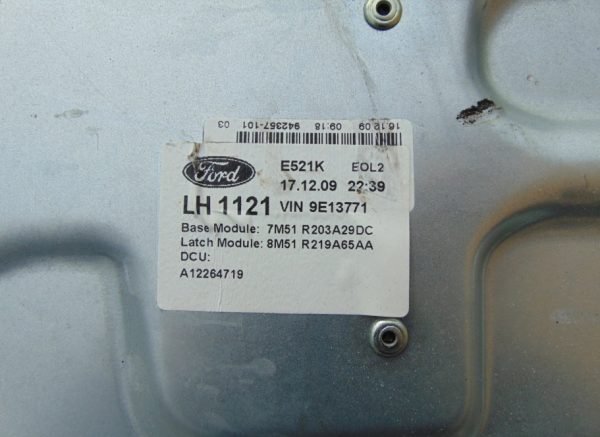 16.12.09 09.18 9423367-101 03
Ford E521K EOL2
17.12.09 22:39
LH 1121 VIN 9E13771
Base Module: 7M51 R203A29DC
Latch Module: 8M51 R219A65AA
DCU:
A12264719